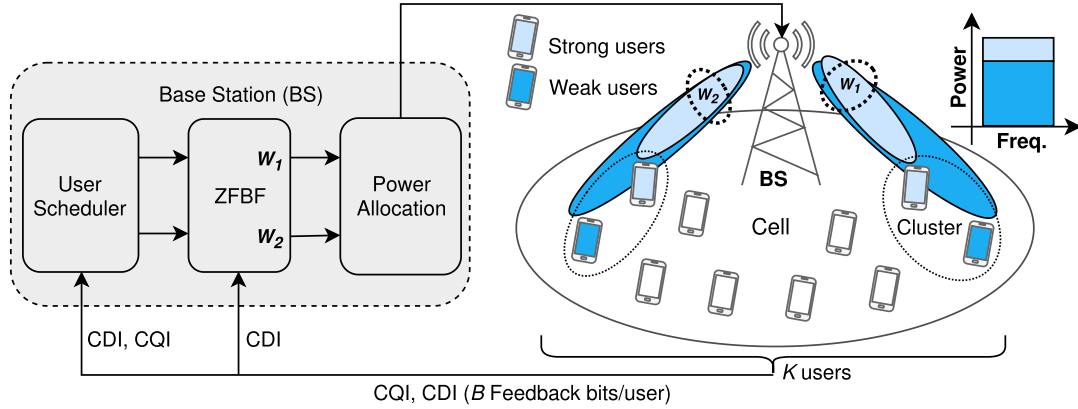 Strong users
Weak users
Power
Freq.
Base Station (BS)
User
Scheduler
ZFBF
W1
W2
Power
Allocation
W2
W1
BS
Cell
Cluster
CDI, CQI
CDI
K users
CQI, CDI (B Feedback bits/user)